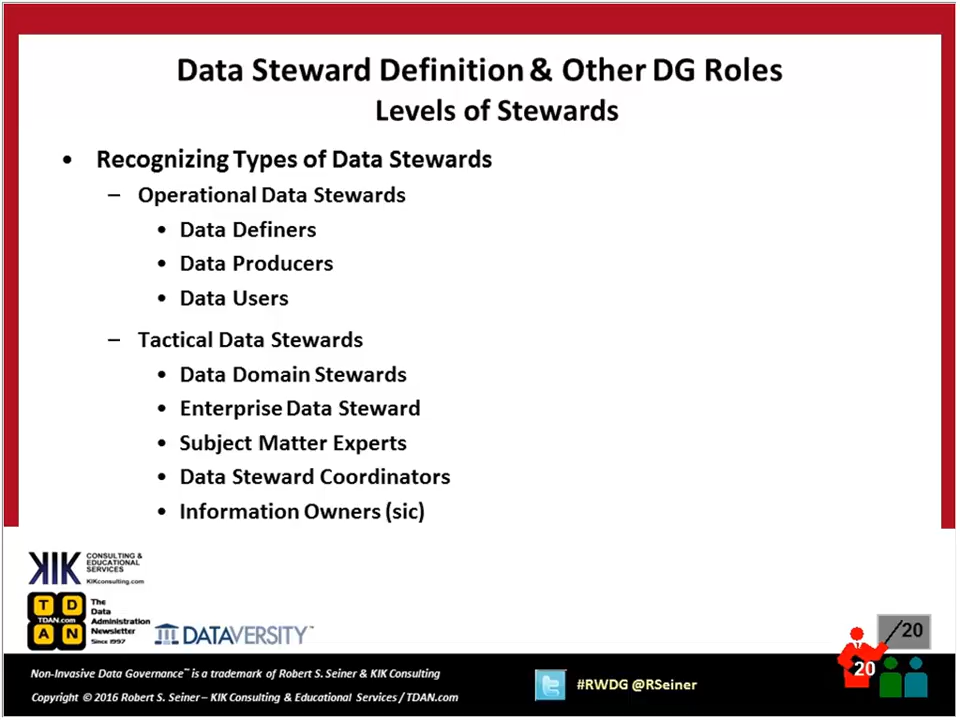 Data Steward Definition & Other DG Roles
Levels of Stewards
• Recognizing Types of Data Stewards
– Operational Data Stewards
• Data Definers
• Data Producers
• Data Users
– Tactical Data Stewards
• Data Domain Stewards
• Enterprise Data Steward
• Subject Matter Experts
• Data Steward Coordinators
• Information Owners (sic)
KIK CONSULTING &
EDUCATIONAL
SERVICES
KIKconsulting.com
T D
TDAN.com
A N
The
Data
Administration
Newsletter
Since 1997
DATAVERSITY™
/20
20
Non-Invasive Data Governance™ is a trademark of Robert S. Seiner & KIK Consulting
Copyright © 2016 Robert S. Seiner – KIK Consulting & Educational Services / TDAN.com
#RWDG @RSeiner